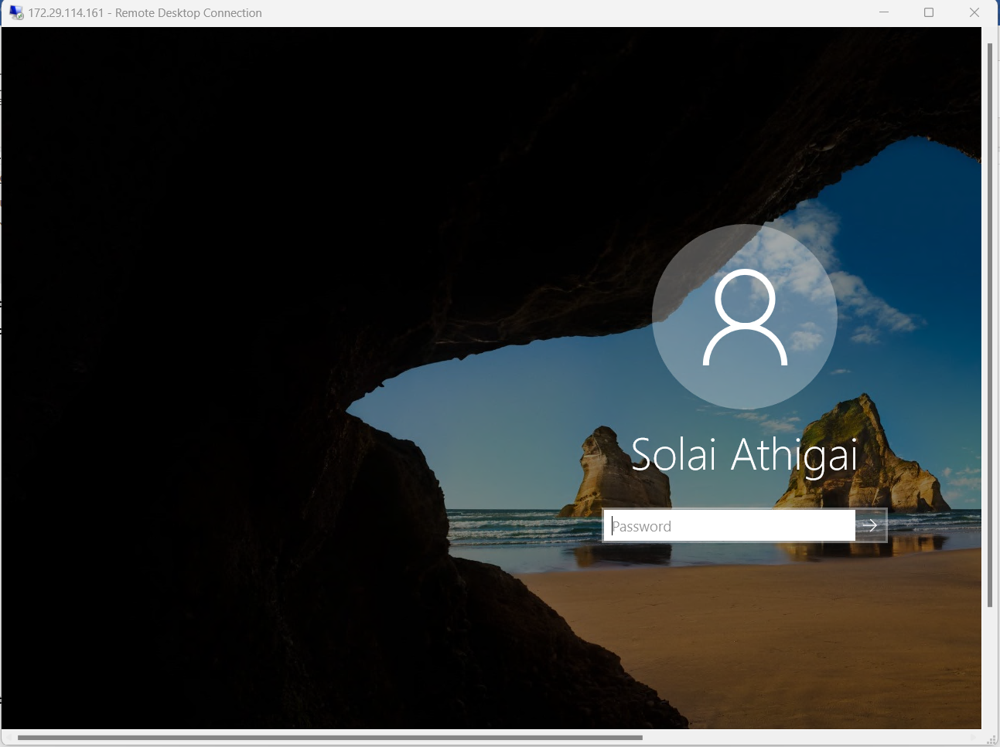 172.29.114.161 - Remote Desktop Connection
Solai Athigai
Password